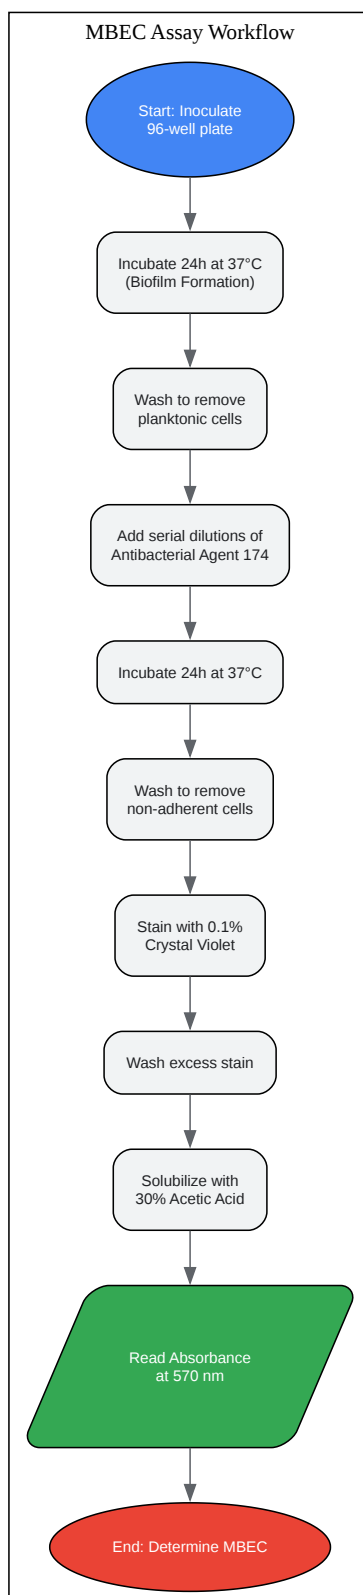 MBEC Assay Workflow
Start: Inoculate
96-well plate
Incubate 24h at 37°C
(Biofilm Formation)
Wash to remove
planktonic cells
Add serial dilutions of
Antibacterial Agent 174
Incubate 24h at 37°C
Wash to remove
non-adherent cells
Stain with 0.1%
Crystal Violet
Wash excess stain
Solubilize with
30% Acetic Acid
Read Absorbance
at 570 nm
End: Determine MBEC